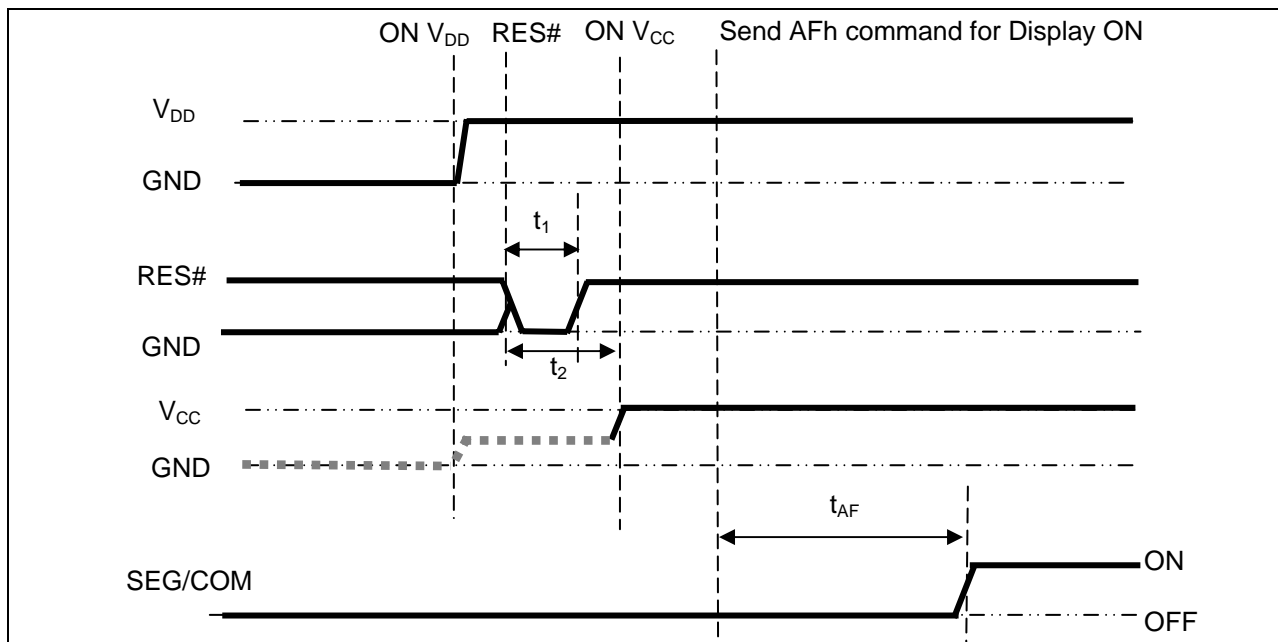 ON VDD RES# ON VCC Send AFh command for Display ON
VDD
GND
t1
RES#
GND
t2
VCC
GND
tAF
SEG/COM
ON
OFF